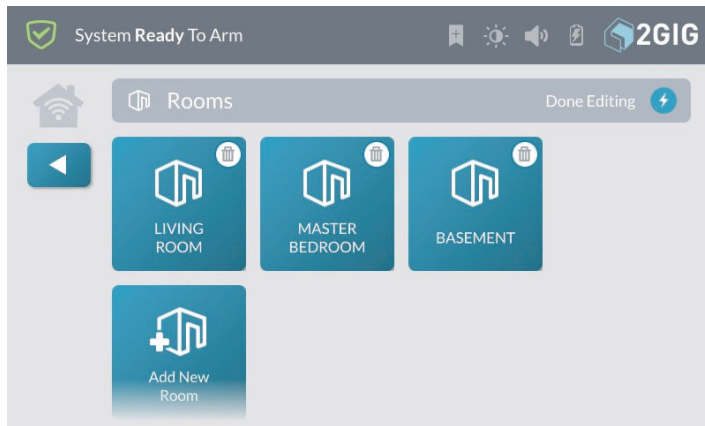 System Ready To Arm
2GIG
Rooms
Done Editing
LIVING
ROOM
MASTER
BEDROOM
BASEMENT
Add New
Room